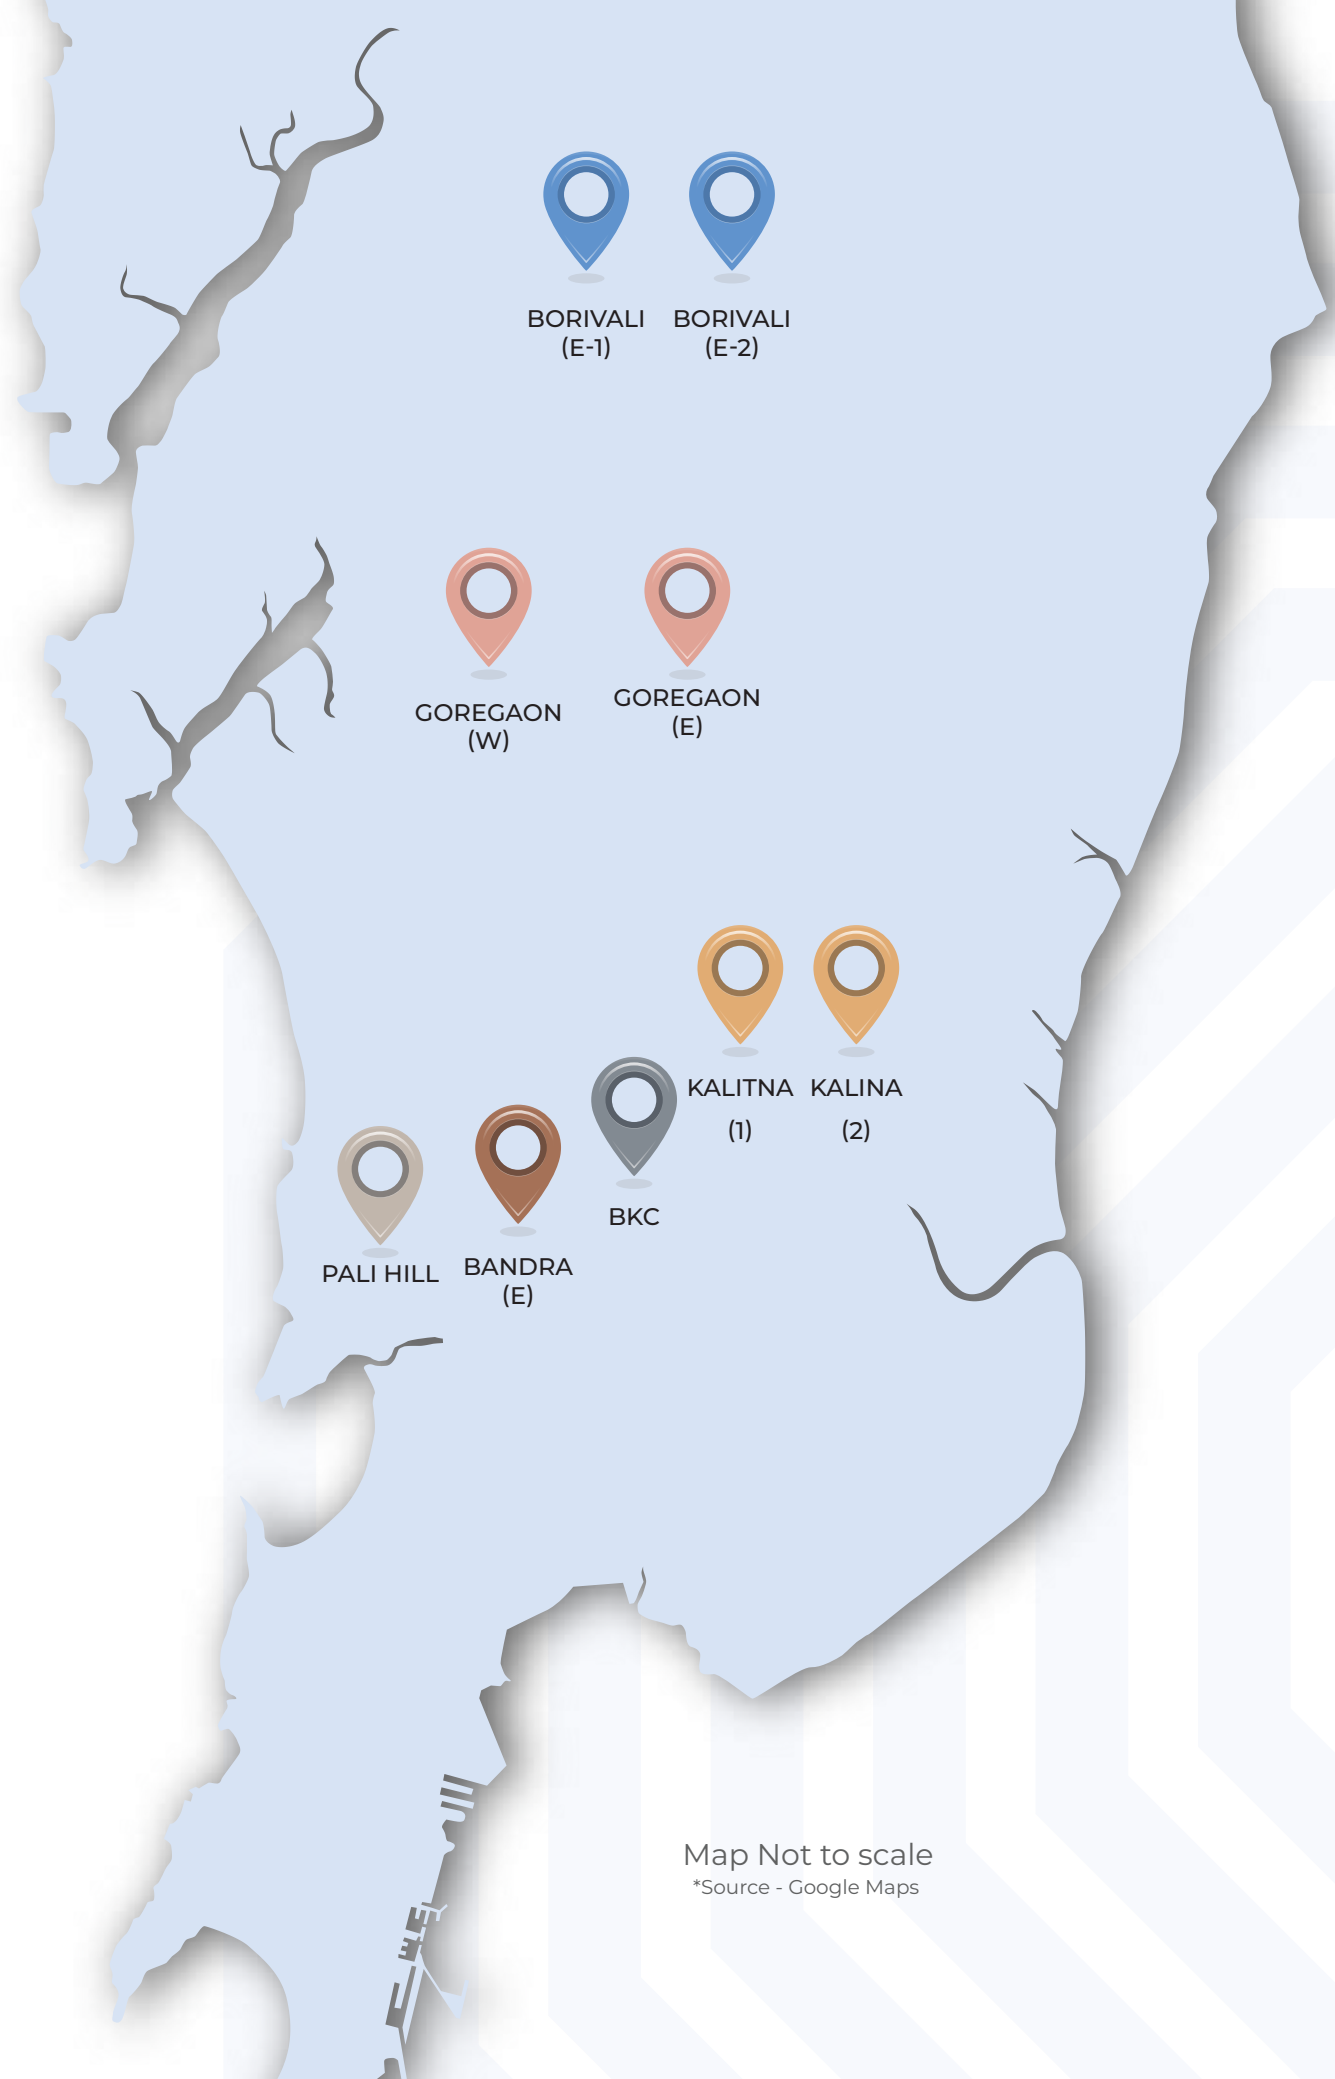 BORIVALI
(E-1)
BORIVALI
(E-2)
GOREGAON
(W)
GOREGAON
(E)
KALITNA
(1)
KALINA
(2)
BKC
PALI HILL
BANDRA
(E)
Map Not to scale
*Source - Google Maps